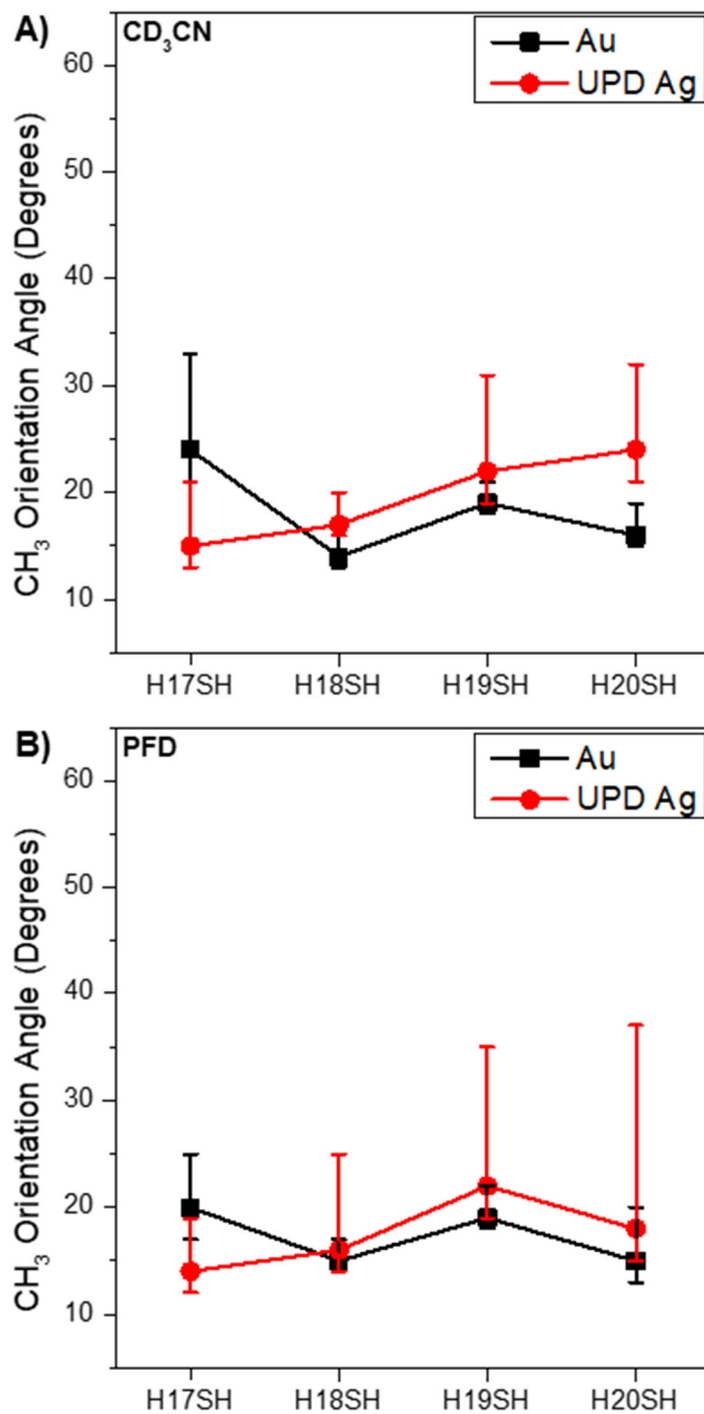 A)
CD₃CN
Au
UPD Ag
60
50
40
30
20
10
CH₃ Orientation Angle (Degrees)
H17SH H18SH H19SH H20SH
B)
PFD
Au
UPD Ag
60
50
40
30
20
10
CH₃ Orientation Angle (Degrees)
H17SH H18SH H19SH H20SH